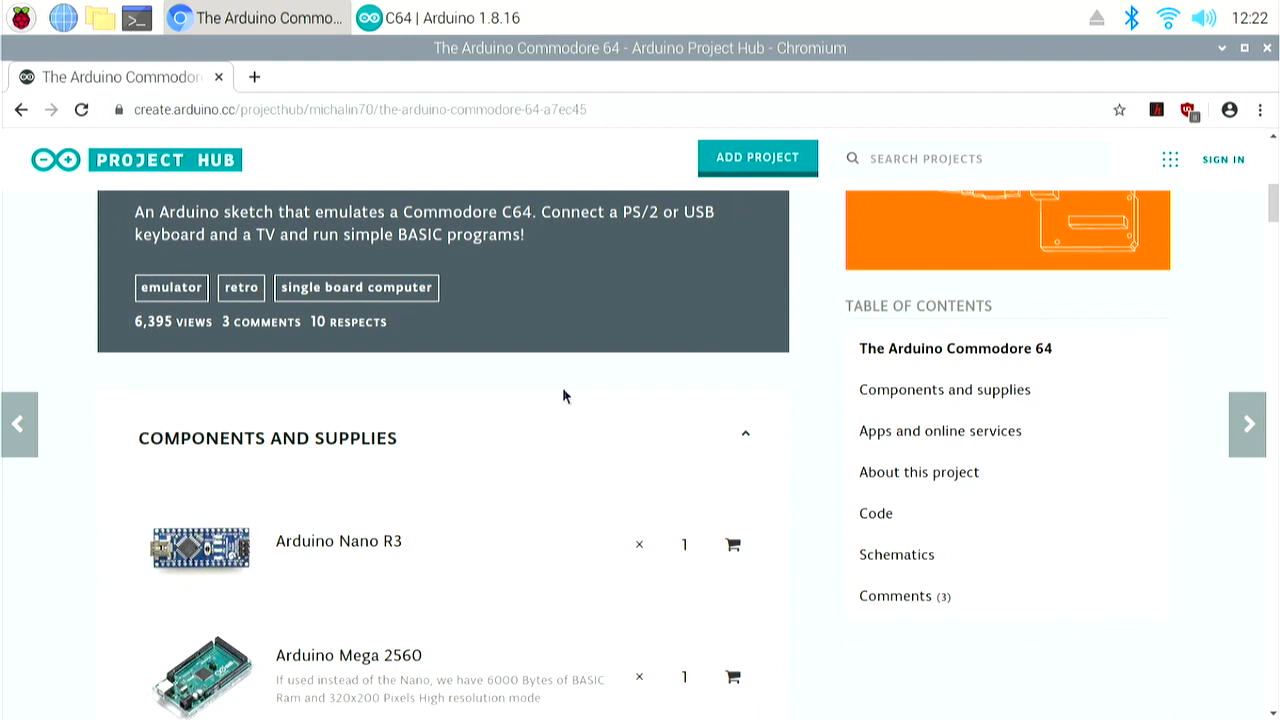 The Arduino Commo...
C64 | Arduino 1.8.16
12:22
The Arduino Commodore 64 - Arduino Project Hub - Chromium
The Arduino Commodor
create.arduino.cc/projecthub/michalin70/the-arduino-commodore-64-a7ec45
PROJECT HUB
ADD PROJECT
SEARCH PROJECTS
SIGN IN
An Arduino sketch that emulates a Commodore C64. Connect a PS/2 or USB
keyboard and a TV and run simple BASIC programs!
emulator retro single board computer
6,395 VIEWS 3 COMMENTS 10 RESPECTS
TABLE OF CONTENTS
The Arduino Commodore 64
Components and supplies
Apps and online services
About this project
Code
Schematics
Comments (3)
COMPONENTS AND SUPPLIES
Arduino Nano R3
× 1
Arduino Mega 2560
If used instead of the Nano, we have 6000 Bytes of BASIC
Ram and 320x200 Pixels High resolution mode
× 1